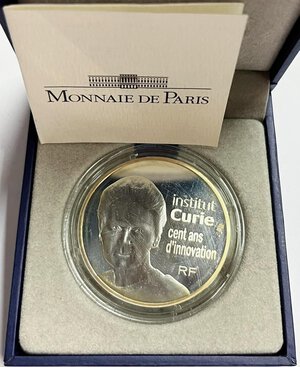 MONNAIE DE PARIS
institut
Curie
cent ans
d'innovation
RF